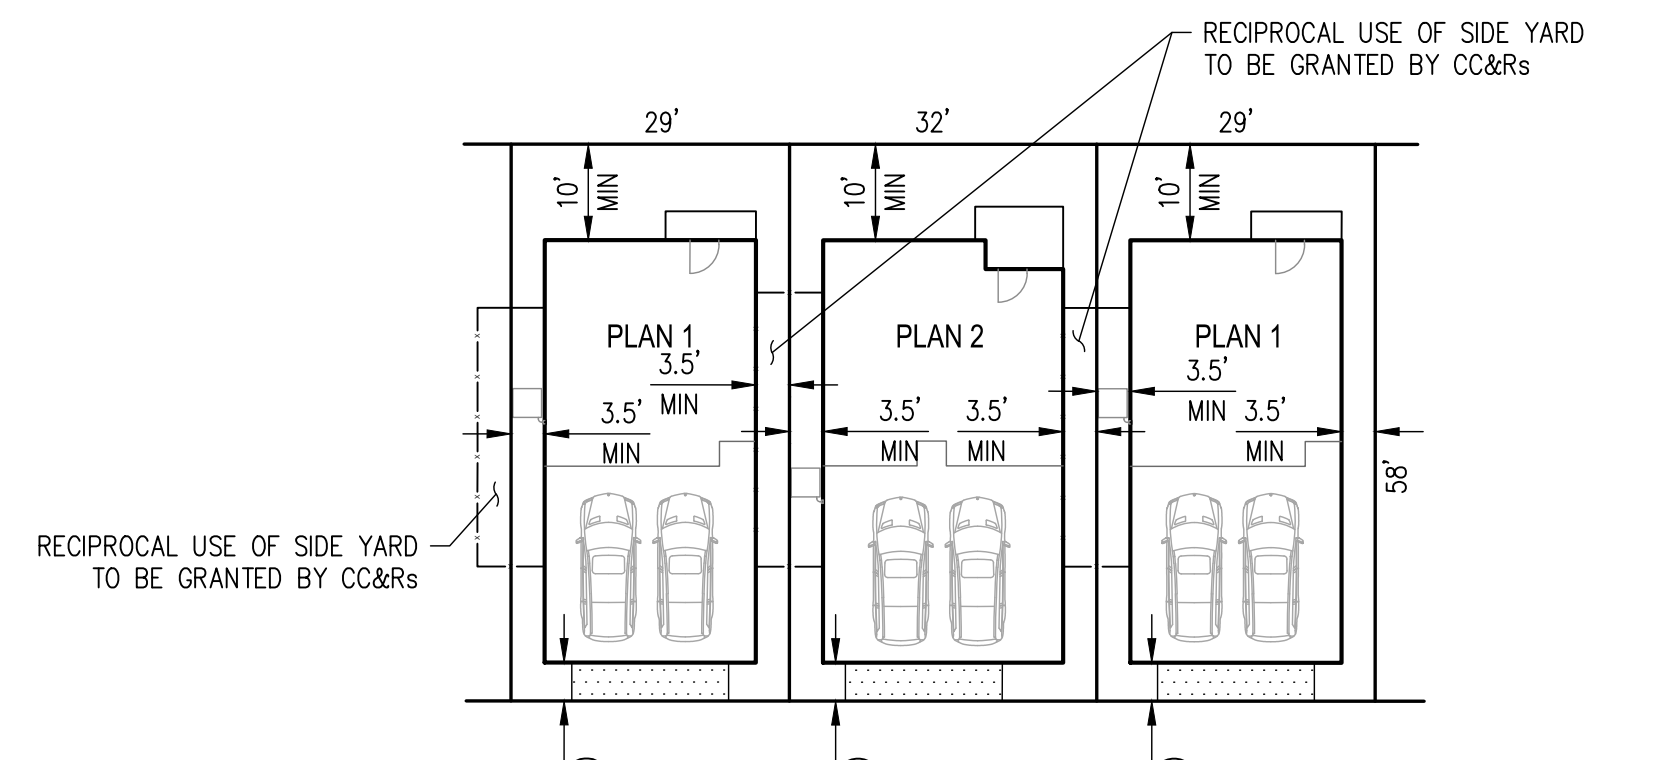 RECIPROCAL USE OF SIDE YARD
TO BE GRANTED BY CC&Rs
29'
32'
29'
10'
MIN
10'
MIN
10'
MIN
PLAN 1
PLAN 2
PLAN 1
3.5'
MIN
3.5'
MIN
3.5'
MIN
3.5'
MIN
3.5'
MIN
3.5'
MIN
58'
RECIPROCAL USE OF SIDE YARD
TO BE GRANTED BY CC&Rs